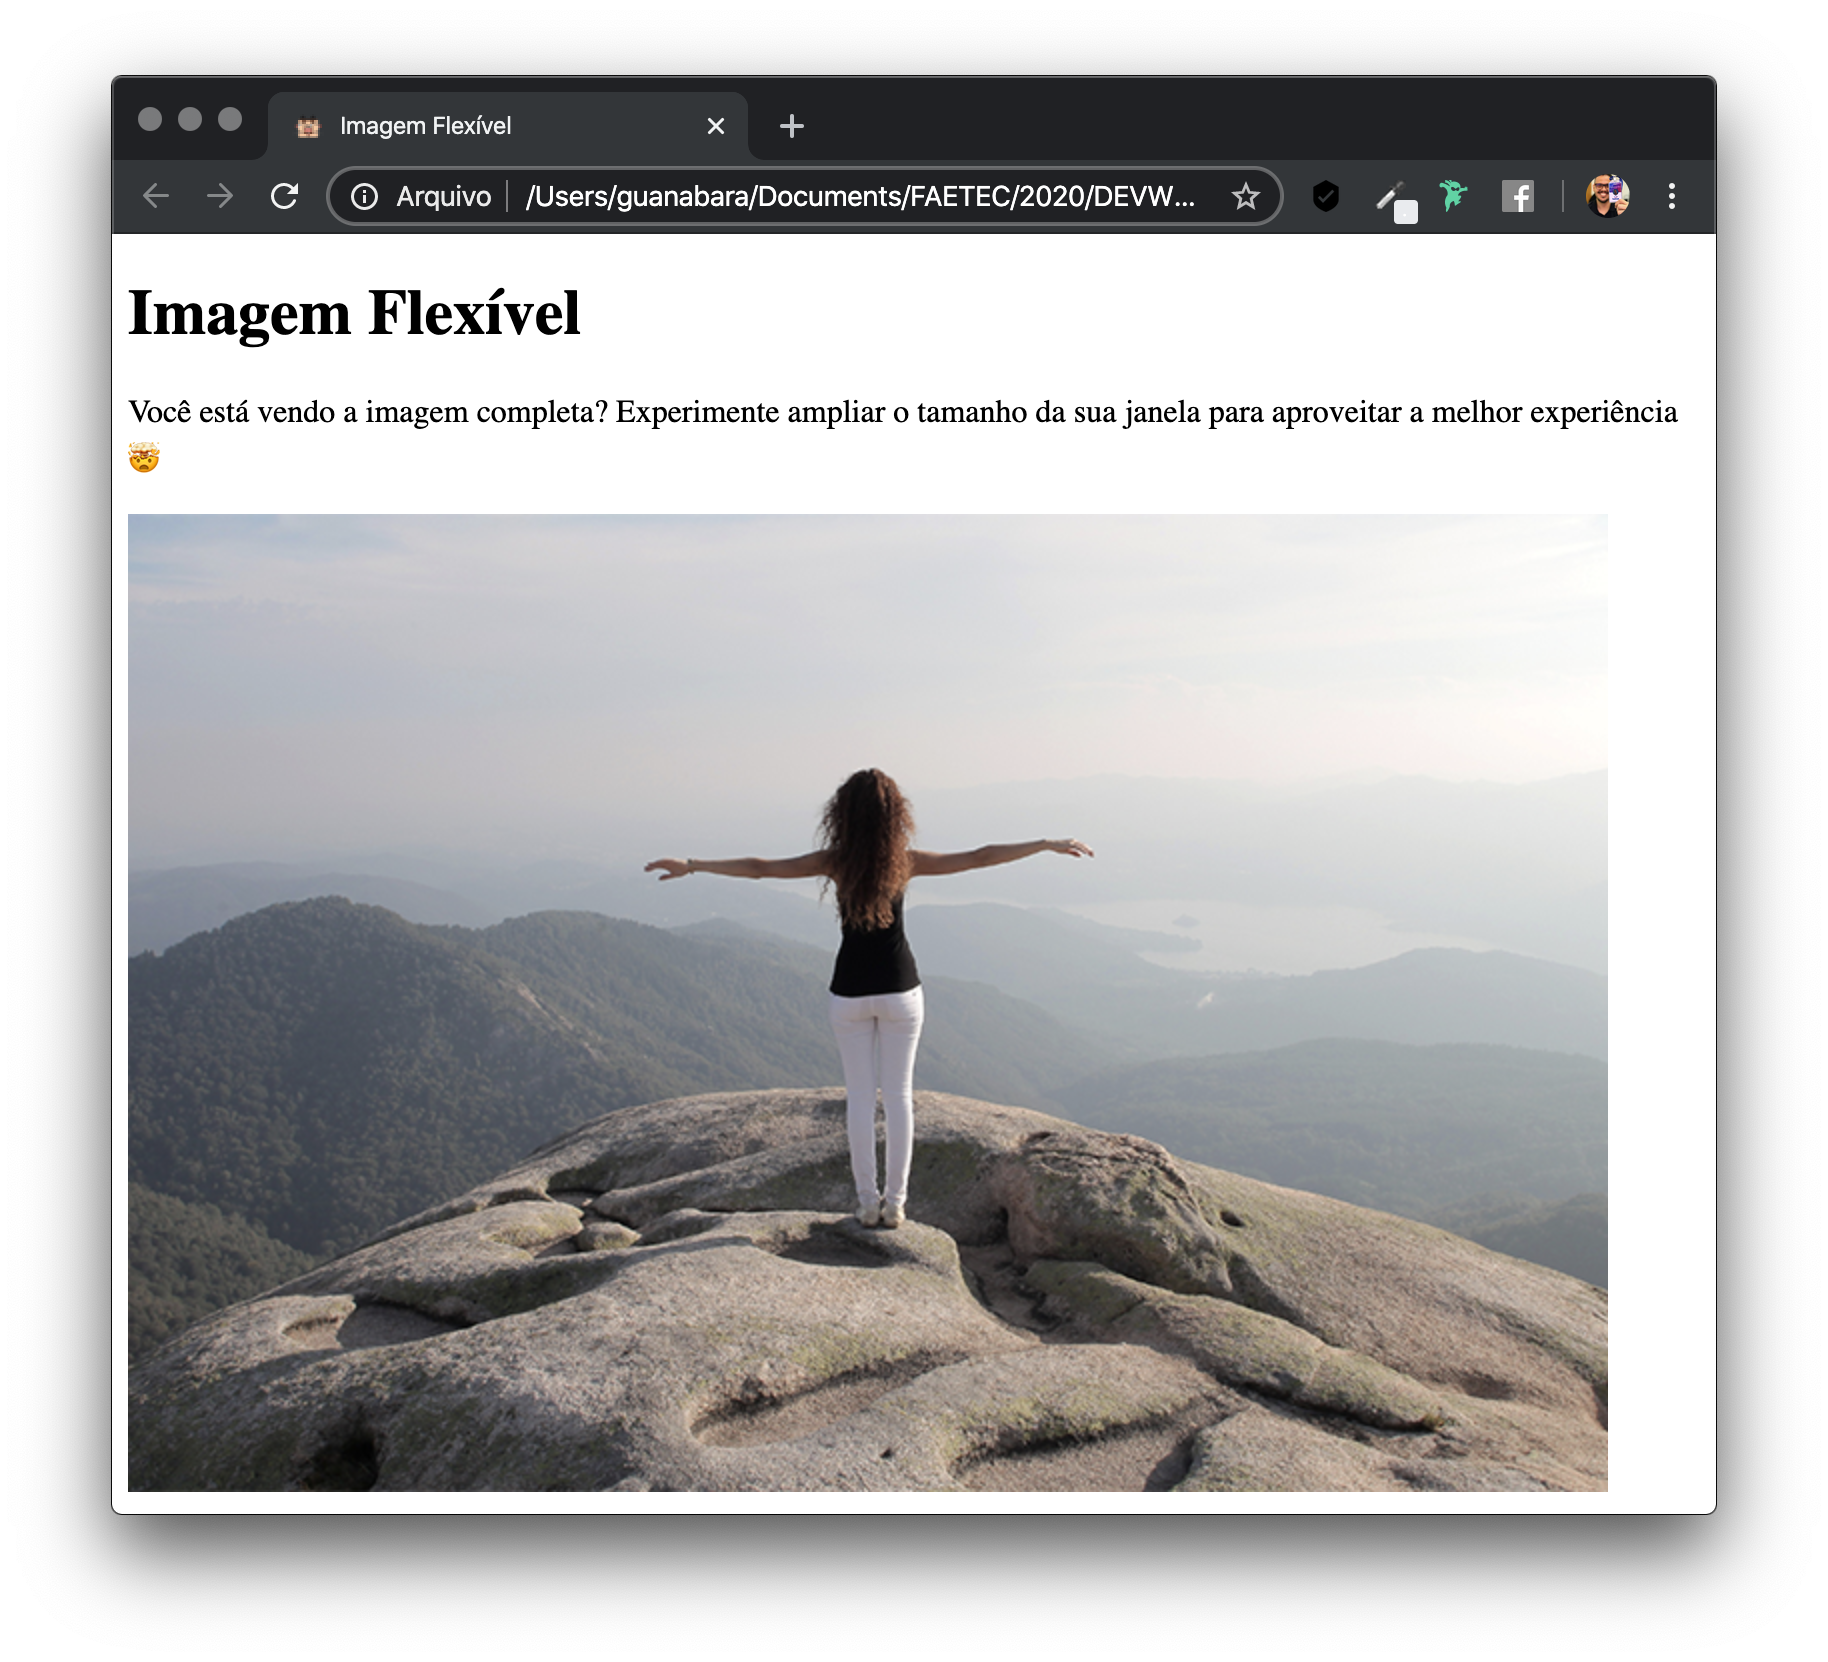 Imagem Flexível
Arquivo /Users/guanabara/Documents/FAETEC/2020/DEVW...
Imagem Flexível
Você está vendo a imagem completa? Experimente ampliar o tamanho da sua janela para aproveitar a melhor experiência
🤯